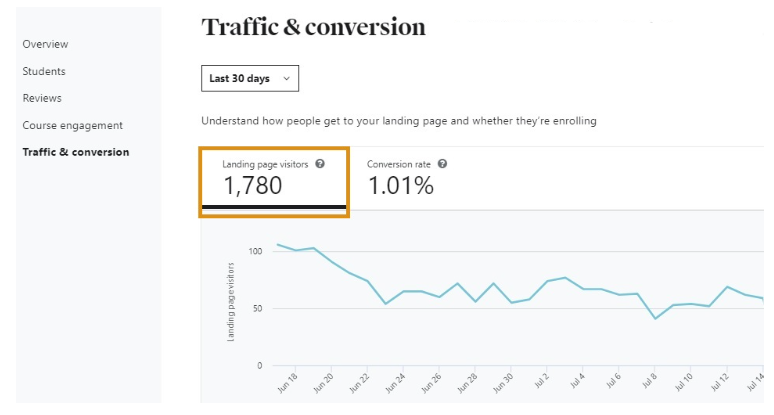 Traffic & conversion
Overview
Students
Reviews
Course engagement
Traffic & conversion
Last 30 days
Understand how people get to your landing page and whether they're enrolling
Landing page visitors
1,780
Conversion rate
1.01%
Landing page visitors
100
50
0
Jun 18
Jun 20
Jun 22
Jun 24
Jun 26
Jun 28
Jun 30
Jul 2
Jul 4
Jul 6
Jul 8
Jul 10
Jul 12
Jul 14